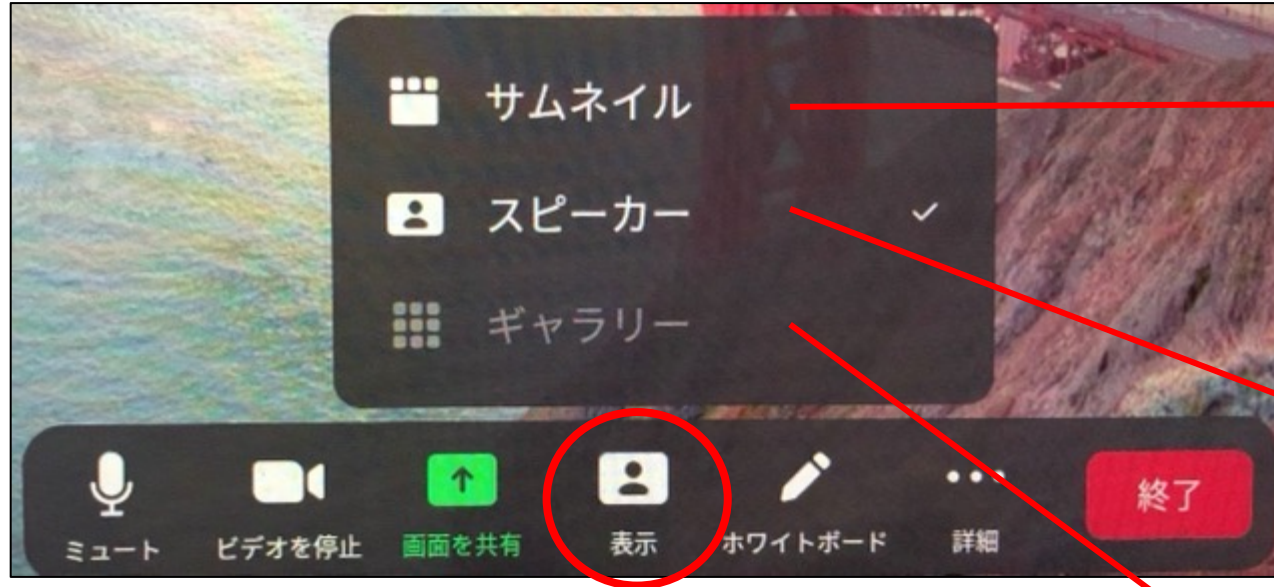 サムネイル
スピーカー
ギャラリー
ミュート
ビデオを停止
画面を共有
表示
ホワイトボード
詳細
終了